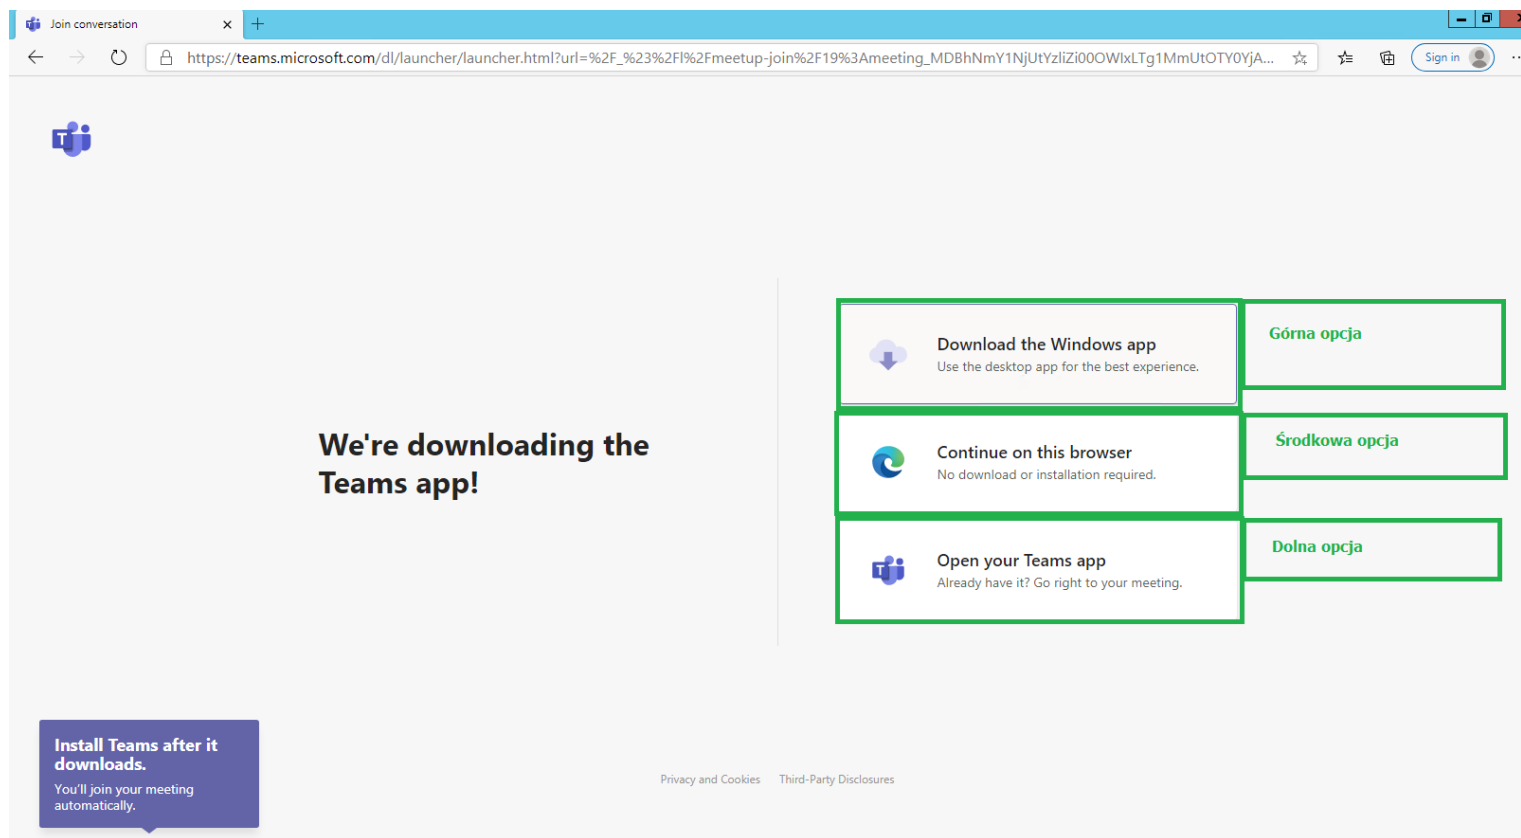 Join conversation
https://teams.microsoft.com/dl/launcher/launcher.html?url=%2F_%23%2Fl%2Fmeetup-join%2F19%3Ameeting_MDBhNmY1NjUtYzliZi00OWIxLTg1MmUtOTY0YjA...
Sign in
Download the Windows app
Use the desktop app for the best experience.
Górna opcja
We're downloading the
Teams app!
Continue on this browser
No download or installation required.
Środkowa opcja
Open your Teams app
Already have it? Go right to your meeting.
Dolna opcja
Install Teams after it
downloads.
You'll join your meeting
automatically.
Privacy and Cookies Third-Party Disclosures